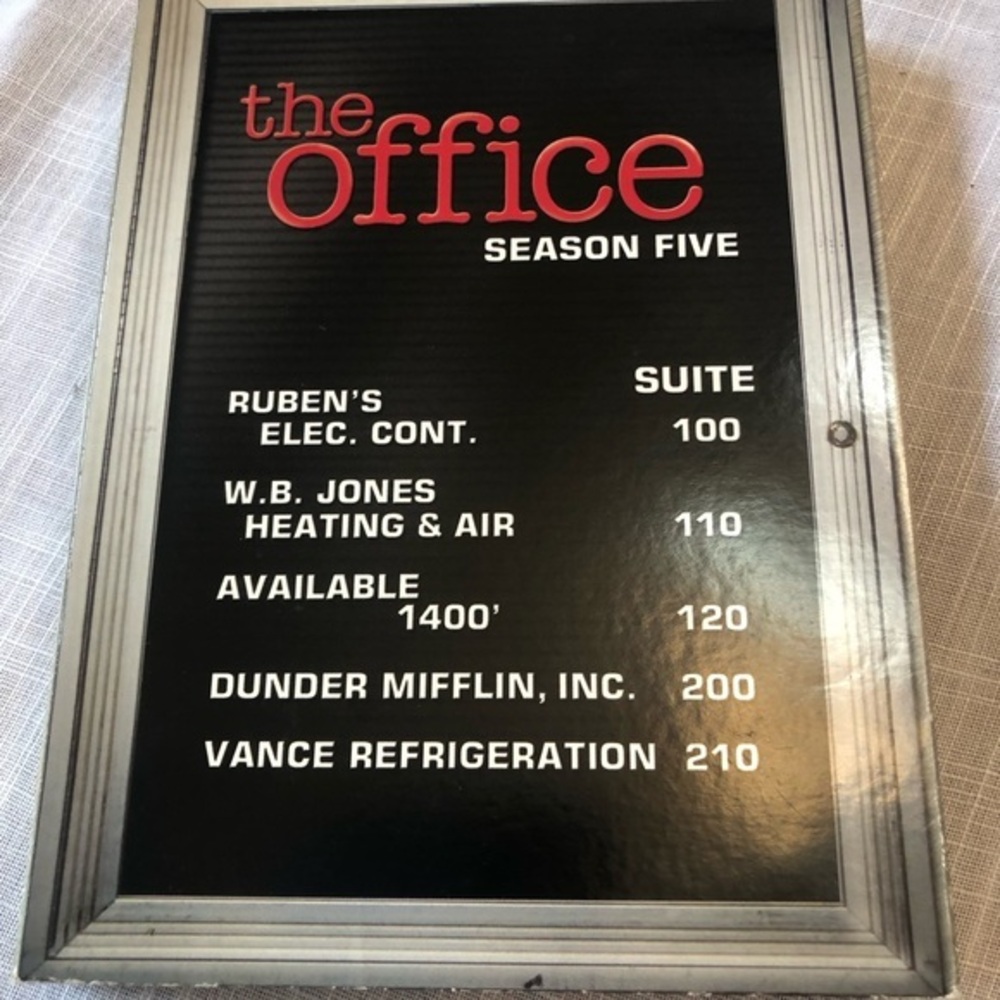 the
office
SEASON FIVE
SUITE
RUBEN'S
ELEC. CONT. 100
W.B. JONES
HEATING & AIR 110
AVAILABLE
1400' 120
DUNDER MIFFLIN, INC. 200
VANCE REFRIGERATION 210